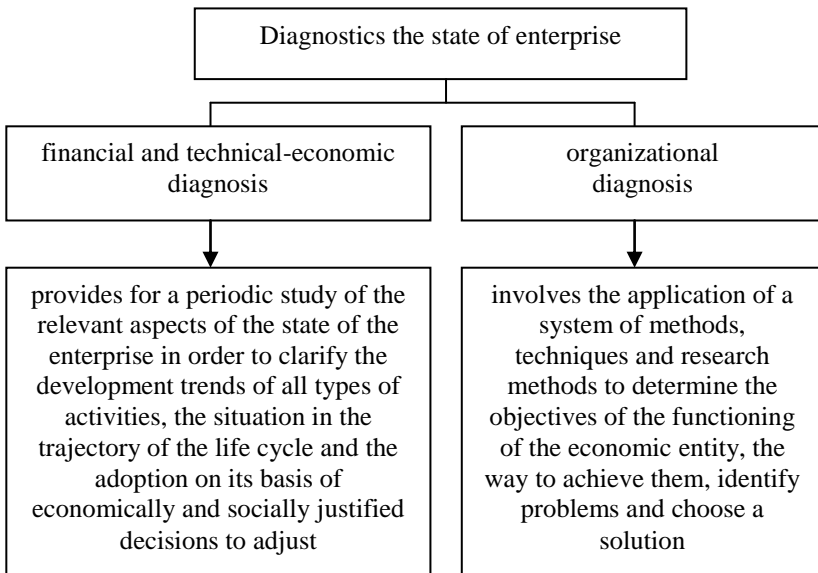 Diagnostics the state of enterprise
financial and technical-economic
diagnosis
organizational
diagnosis
provides for a periodic study of the
relevant aspects of the state of the
enterprise in order to clarify the
development trends of all types of
activities, the situation in the
trajectory of the life cycle and the
adoption on its basis of
economically and socially justified
decisions to adjust
involves the application of a
system of methods,
techniques and research
methods to determine the
objectives of the functioning
of the economic entity, the
way to achieve them, identify
problems and choose a
solution